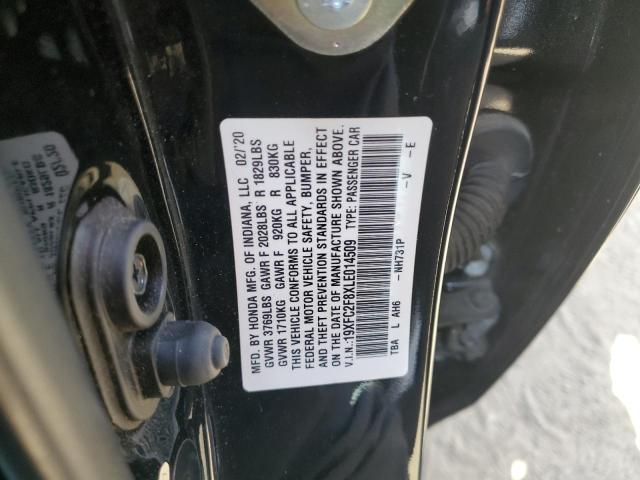 MFD. BY HONDA MFG. OF INDIANA, LLC 02/'20
GVWR 3769LBS GAWR F 2028LBS R 1829LBS
GVWR 1710KG GAWR F 920KG R 830KG
THIS VEHICLE CONFORMS TO ALL APPLICABLE
FEDERAL MOTOR VEHICLE SAFETY, BUMPER,
AND THEFT PREVENTION STANDARDS IN EFFECT
ON THE DATE OF MANUFACTURE SHOWN ABOVE.
V.I.N.:19XFC2F8XLE014509 TYPE: PASSENGER CAR
TBA L AH6 -NH731P -V -E